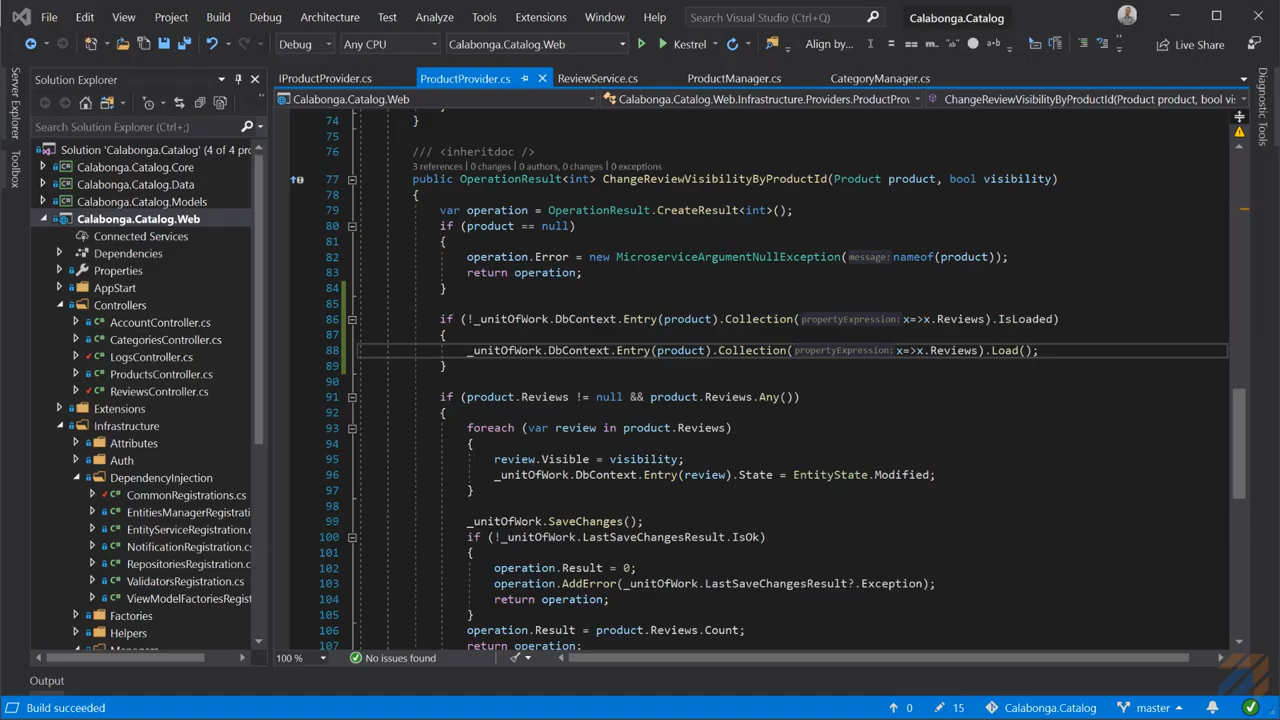 File Edit View Project Build Debug Architecture Test Analyze Tools Extensions Window Help Search Visual Studio (Ctrl+Q) Calabonga.Catalog
Debug Any CPU Calabonga.Catalog.Web Kestrel Align by... Live Share
Server Explorer
Toolbox
Solution Explorer
Search Solution Explorer (Ctrl+;)
Solution 'Calabonga.Catalog' (4 of 4 pro
Calabonga.Catalog.Core
Calabonga.Catalog.Data
Calabonga.Catalog.Models
Calabonga.Catalog.Web
Connected Services
Dependencies
Properties
AppStart
Controllers
AccountController.cs
CategoriesController.cs
LogsController.cs
ProductsController.cs
ReviewsController.cs
Extensions
Infrastructure
Attributes
Auth
DependencyInjection
CommonRegistrations.cs
EntitiesManagerRegistrati
EntityServiceRegistration.c
NotificationRegistration.cs
RepositoriesRegistration.c
ValidatorsRegistration.cs
ViewModelFactoriesRegist
Factories
Helpers
IProductProvider.cs ProductProvider.cs ReviewService.cs ProductManager.cs CategoryManager.cs
Calabonga.Catalog.Web Calabonga.Catalog.Web.Infrastructure.Providers.ProductProv ChangeReviewVisibilityByProductId(Product product, bool vis
74 }
75
76 /// <inheritdoc />
3 references | 0 changes | 0 authors, 0 changes | 0 exceptions
77 public OperationResult<int> ChangeReviewVisibilityByProductId(Product product, bool visibility)
78 {
79 var operation = OperationResult.CreateResult<int>();
80 if (product == null)
81 {
82 operation.Error = new MicroserviceArgumentNullException(message: nameof(product));
83 return operation;
84 }
85
86 if (!_unitOfWork.DbContext.Entry(product).Collection(propertyExpression: x=>x.Reviews).IsLoaded)
87 {
88 _unitOfWork.DbContext.Entry(product).Collection(propertyExpression: x=>x.Reviews).Load();
89 }
90
91 if (product.Reviews != null && product.Reviews.Any())
92 {
93 foreach (var review in product.Reviews)
94 {
95 review.Visible = visibility;
96 _unitOfWork.DbContext.Entry(review).State = EntityState.Modified;
97 }
98
99 _unitOfWork.SaveChanges();
100 if (!_unitOfWork.LastSaveChangesResult.IsOk)
101 {
102 operation.Result = 0;
103 operation.AddError(_unitOfWork.LastSaveChangesResult?.Exception);
104 return operation;
105 }
106 operation.Result = product.Reviews.Count;
107 return operation;
100 % No issues found
Diagnostic Tools
Output
Build succeeded 0 15 Calabonga.Catalog master